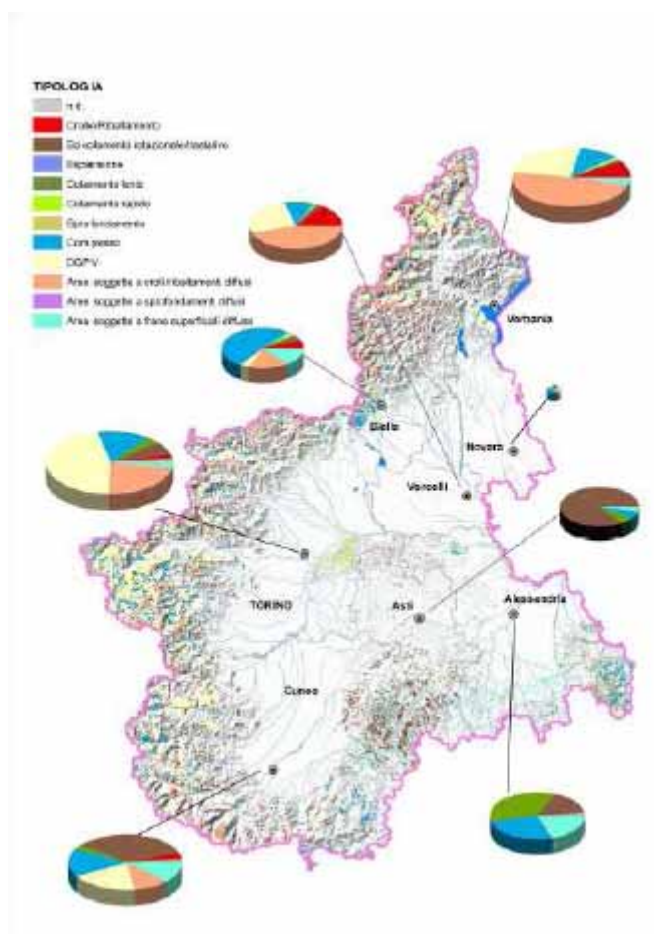 TIPOLOGIA
n.d.
Crollo/Ribaltamento
Scivolamento rotazionale/traslativo
Espansione
Colamento lento
Colamento rapido
Sprofondamento
Complesso
DGPV
Aree soggette a crolli/ribaltamenti diffusi
Aree soggette a sprofondamenti diffusi
Aree soggette a frane superficiali diffuse
Verbania
Biella
Novara
Vercelli
TORINO
Asti
Alessandria
Cuneo